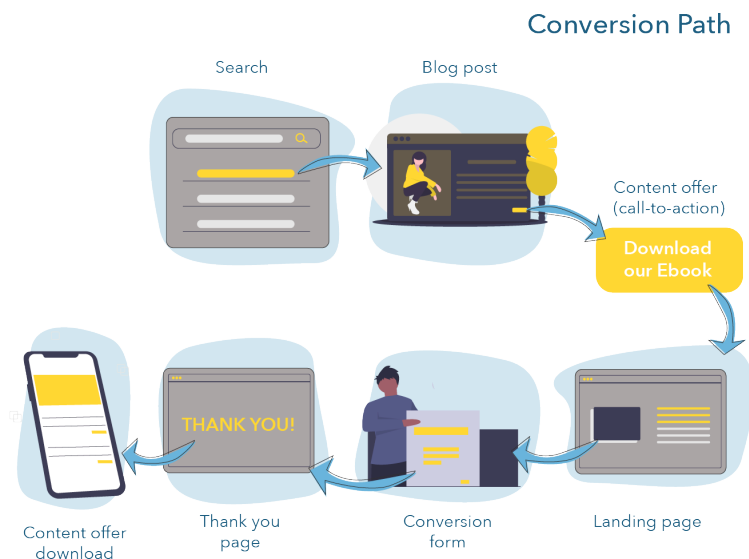 Conversion Path
Search
Blog post
Content offer
(call-to-action)
Download
our Ebook
THANK YOU!
Content offer
download
Thank you
page
Conversion
form
Landing page